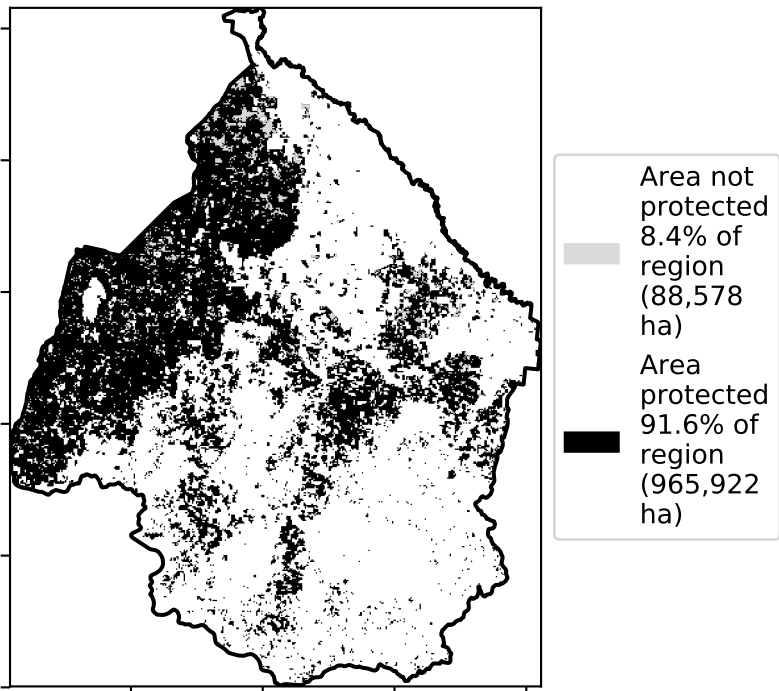 Area not
protected
8.4% of
region
(88,578
ha)
Area
protected
91.6% of
region
(965,922
ha)